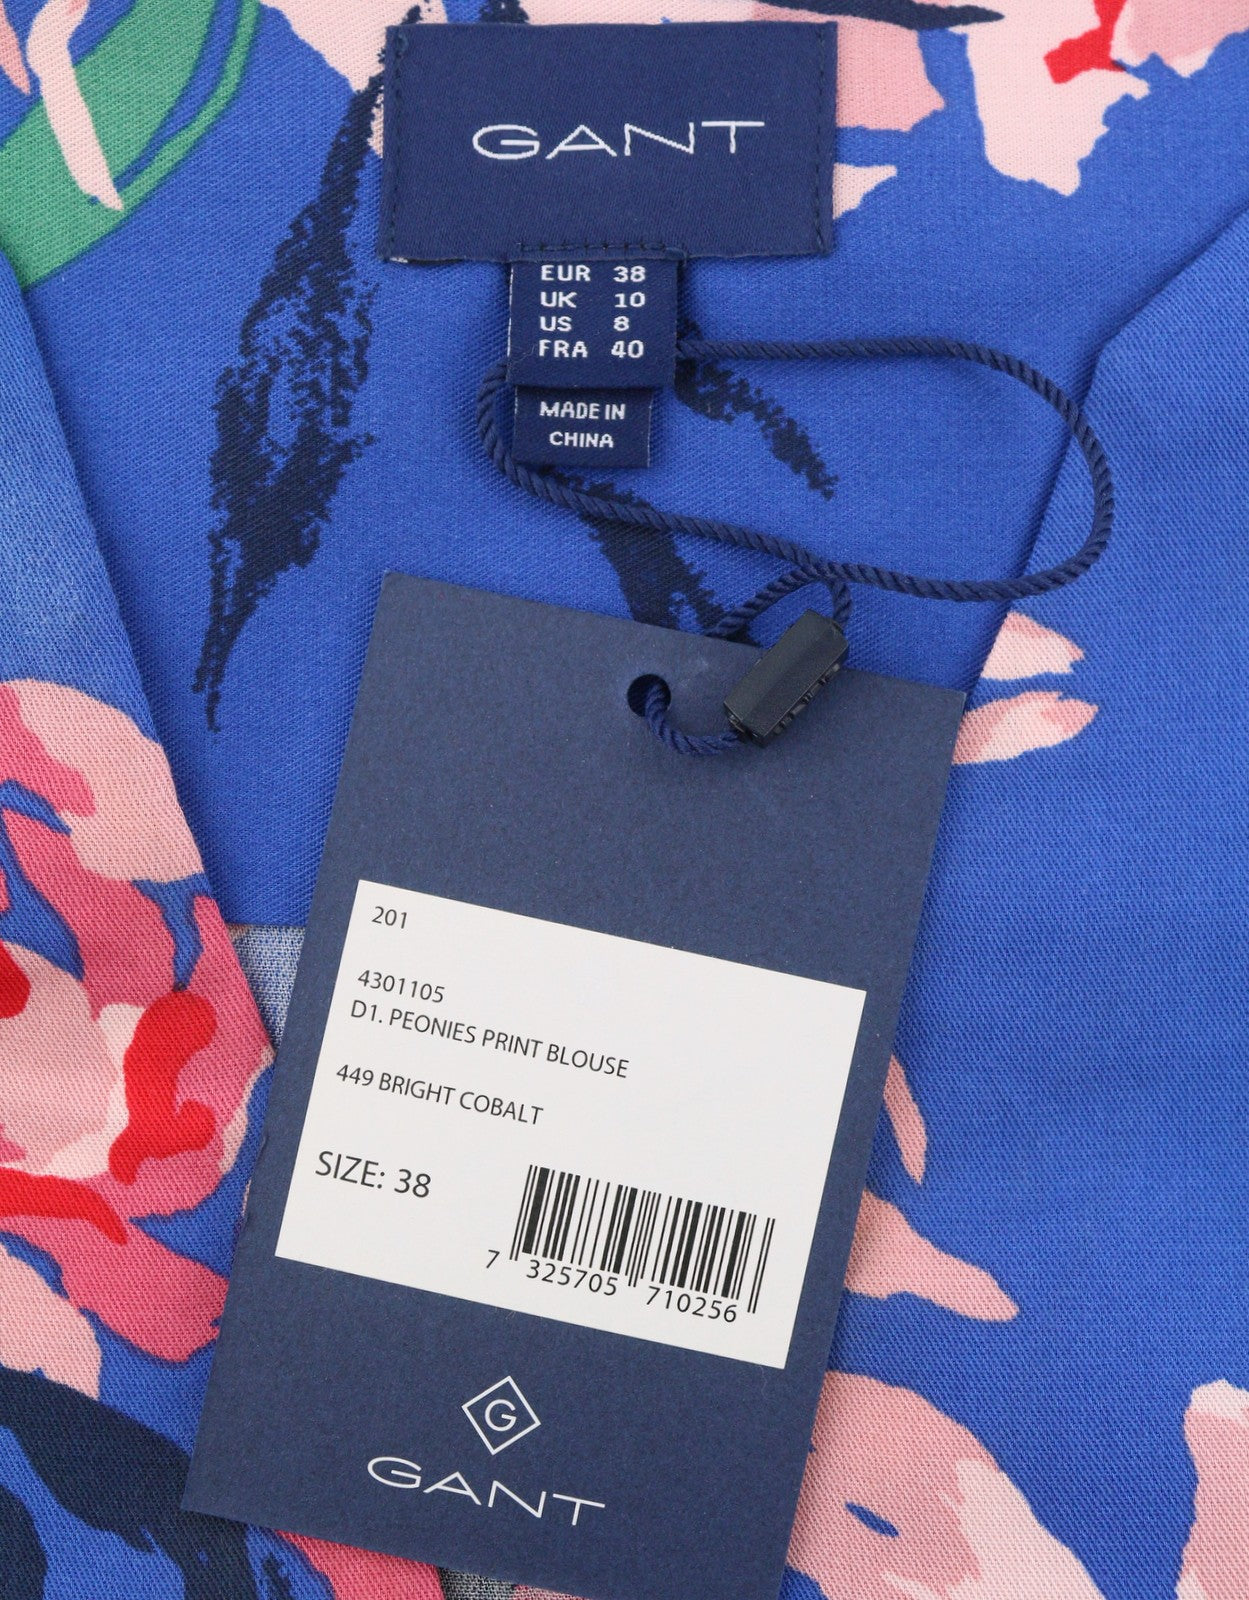 GANT
EUR 38
UK 10
US 8
FRA 40
MADE IN
CHINA
201
4301105
D1. PEONIES PRINT BLOUSE
449 BRIGHT COBALT
SIZE: 38
7 325705 710256
G
GANT